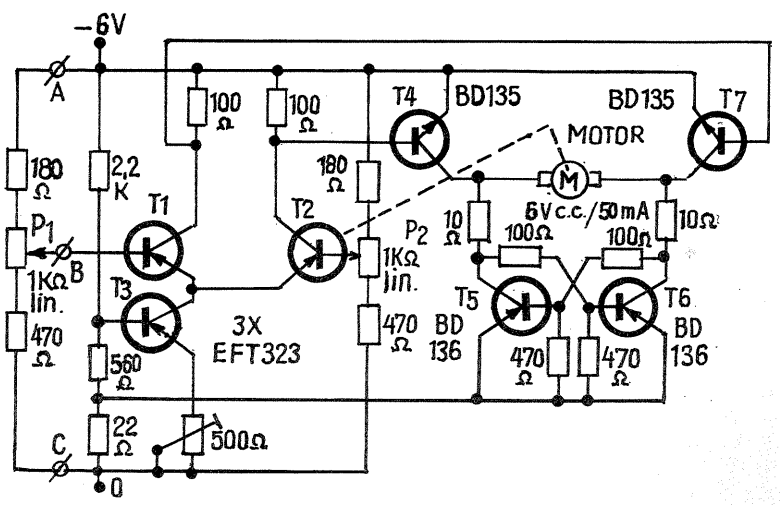 −6V
A
180
Ω
2,2
K
100
Ω
100
Ω
T4
BD135
BD135
T7
MOTOR
M
6V c.c./50mA
P1
1KΩ
lin.
B
T1
T2
180
Ω
P2
1KΩ
lin.
10
Ω
100Ω
100Ω
10Ω
T3
3X
EFT323
T5
BD
136
T6
BD
136
470
Ω
560
Ω
470
Ω
470
Ω
470
Ω
C
22
Ω
500Ω
0